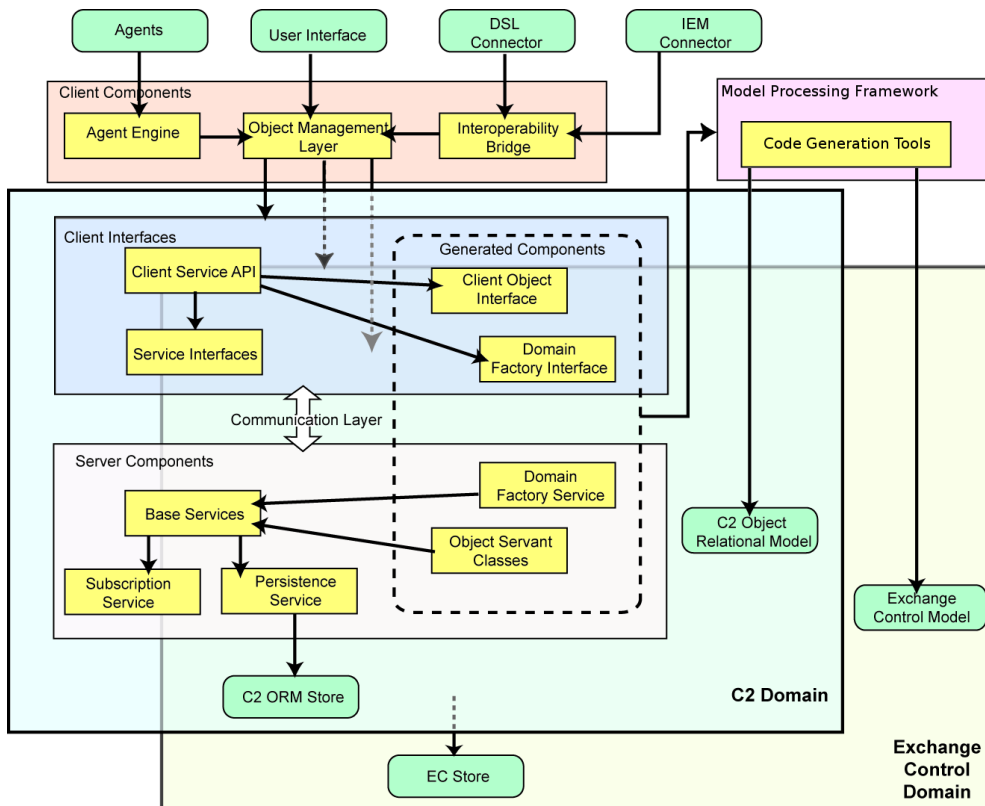 Agents
User Interface
DSL
Connector
IEM
Connector
Client Components
Agent Engine
Object Management
Layer
Interoperability
Bridge
Model Processing Framework
Code Generation Tools
Client Interfaces
Generated Components
Client Service API
Client Object
Interface
Service Interfaces
Domain
Factory Interface
Communication Layer
Server Components
Domain
Factory Service
Base Services
Object Servant
Classes
Subscription
Service
Persistence
Service
C2 Object
Relational Model
Exchange
Control Model
C2 ORM Store
C2 Domain
EC Store
Exchange
Control
Domain